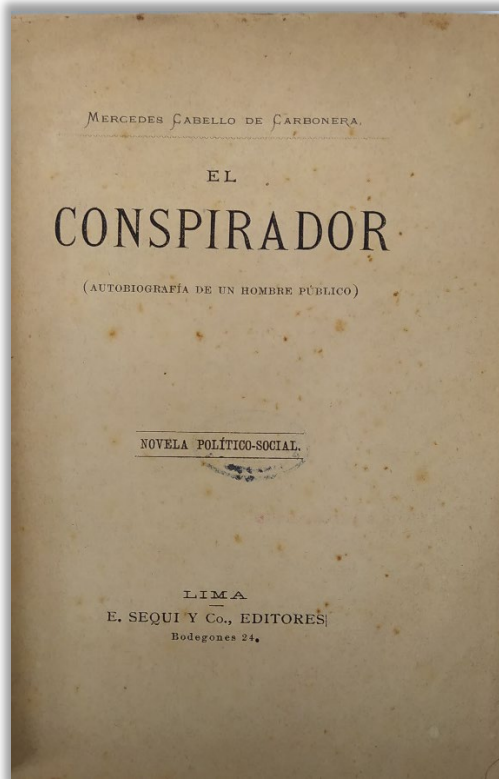 MERCEDES CABELLO DE CARBONERA.
EL
CONSPIRADOR
(AUTOBIOGRAFÍA DE UN HOMBRE PÚBLICO)
NOVELA POLÍTICO-SOCIAL.
LIMA
E. SEQUI Y Co., EDITORES
Bodegones 24.